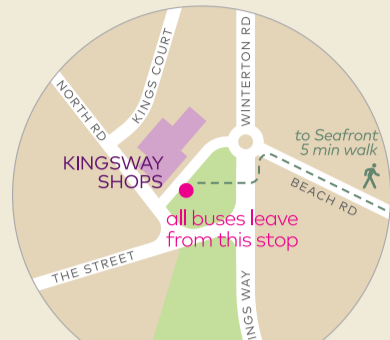 KINGS COURT
WINTERTON RD
NORTH RD
to Seafront
5 min walk
KINGSWAY
SHOPS
BEACH RD
all buses leave
from this stop
THE STREET
INGS WAY